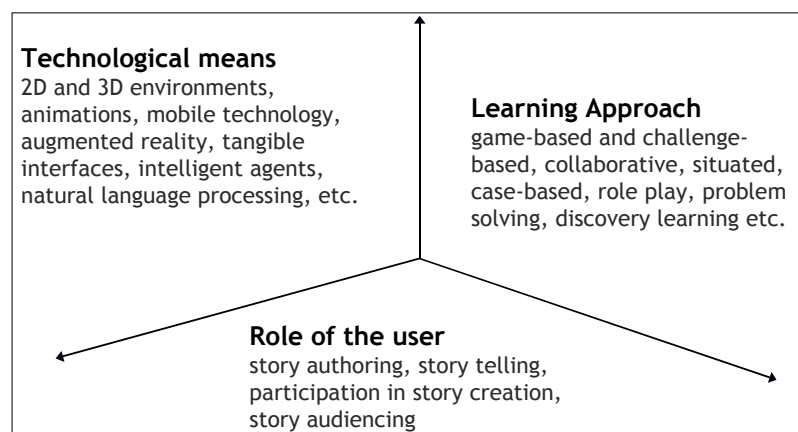 Technological means
2D and 3D environments,
animations, mobile technology,
augmented reality, tangible
interfaces, intelligent agents,
natural language processing, etc.
Learning Approach
game-based and challenge-
based, collaborative, situated,
case-based, role play, problem
solving, discovery learning etc.
Role of the user
story authoring, story telling,
participation in story creation,
story audiencing